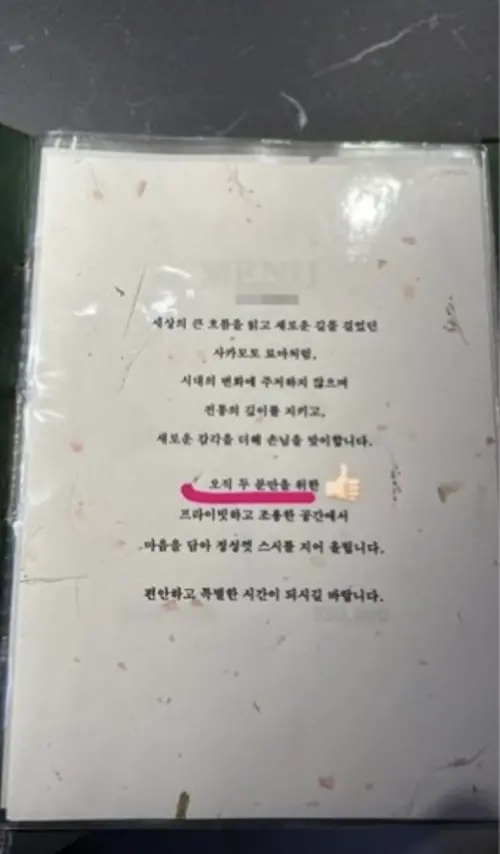 세상의 큰 흐름을 읽고 새로운 길을 걸었던
사카모토 료마처럼,
시대의 변화에 주저하지 않으며
전통의 깊이를 지키고,
새로운 감각을 더해 손님을 맞이합니다.
오직 두 분만을 위한
프라이빗하고 조용한 공간에서
마음을 담아 정성껏 스시를 지어 올립니다.
편안하고 특별한 시간이 되시길 바랍니다.